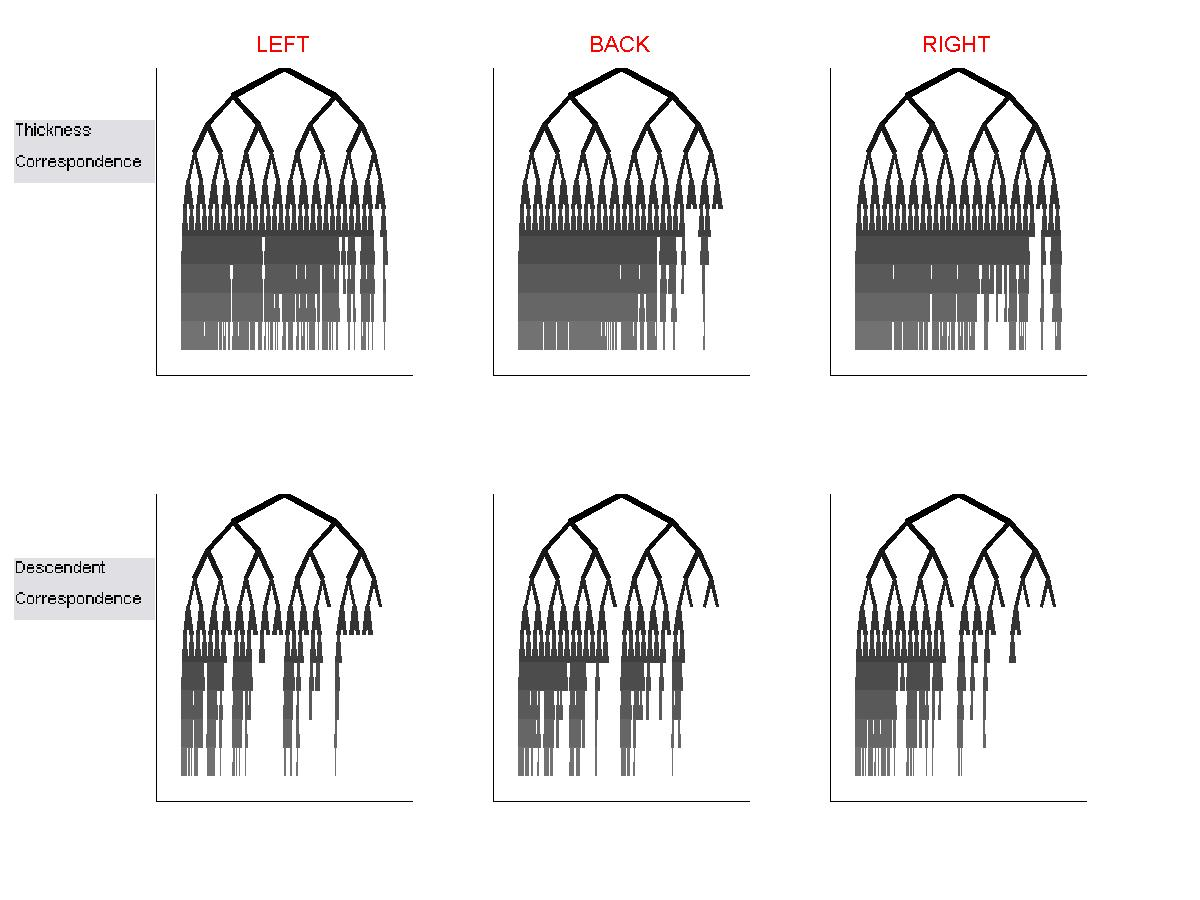 LEFT BACK RIGHT
Thickness
Correspondence
Descendent
Correspondence